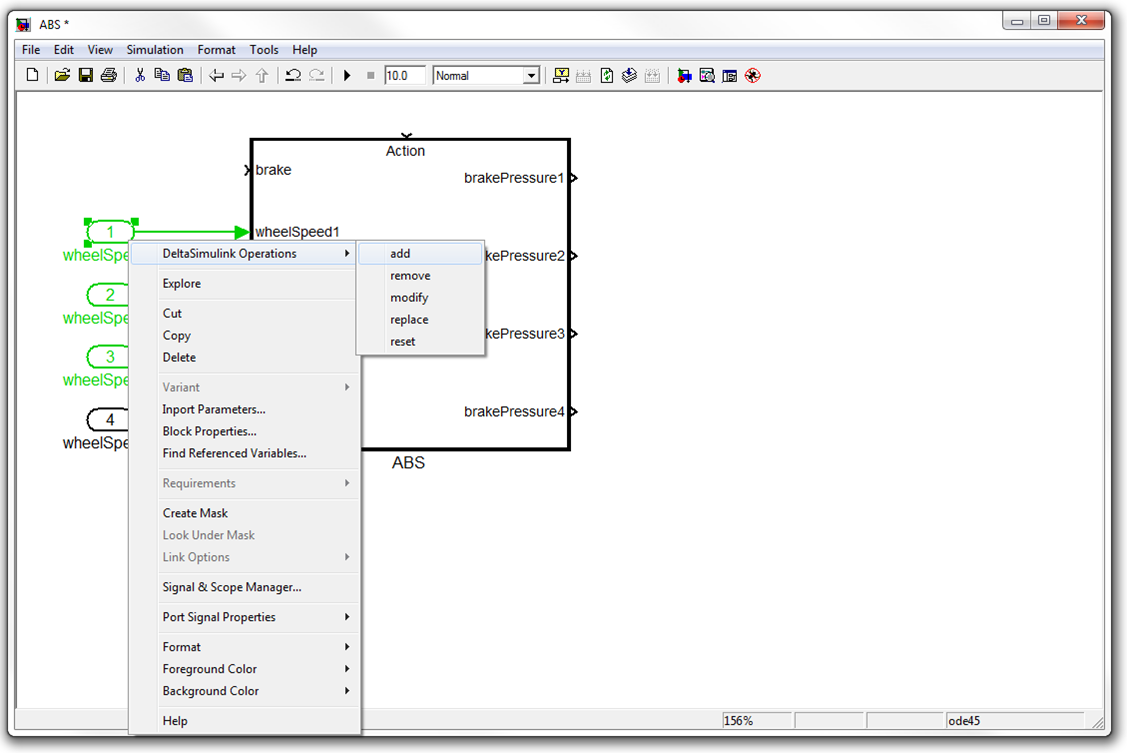 ABS *
File Edit View Simulation Format Tools Help
10.0 Normal
Action
brake
brakePressure1
1
wheelSpeed1
wheelSpe
DeltaSimulink Operations
add
kePressure2
remove
Explore
2
modify
wheelSpe
Cut
replace
kePressure3
Copy
reset
3
Delete
wheelSpe
Variant
Inport Parameters...
4
brakePressure4
Block Properties...
wheelSpe
Find Referenced Variables...
ABS
Requirements
Create Mask
Look Under Mask
Link Options
Signal & Scope Manager...
Port Signal Properties
Format
Foreground Color
Background Color
Help
156% ode45